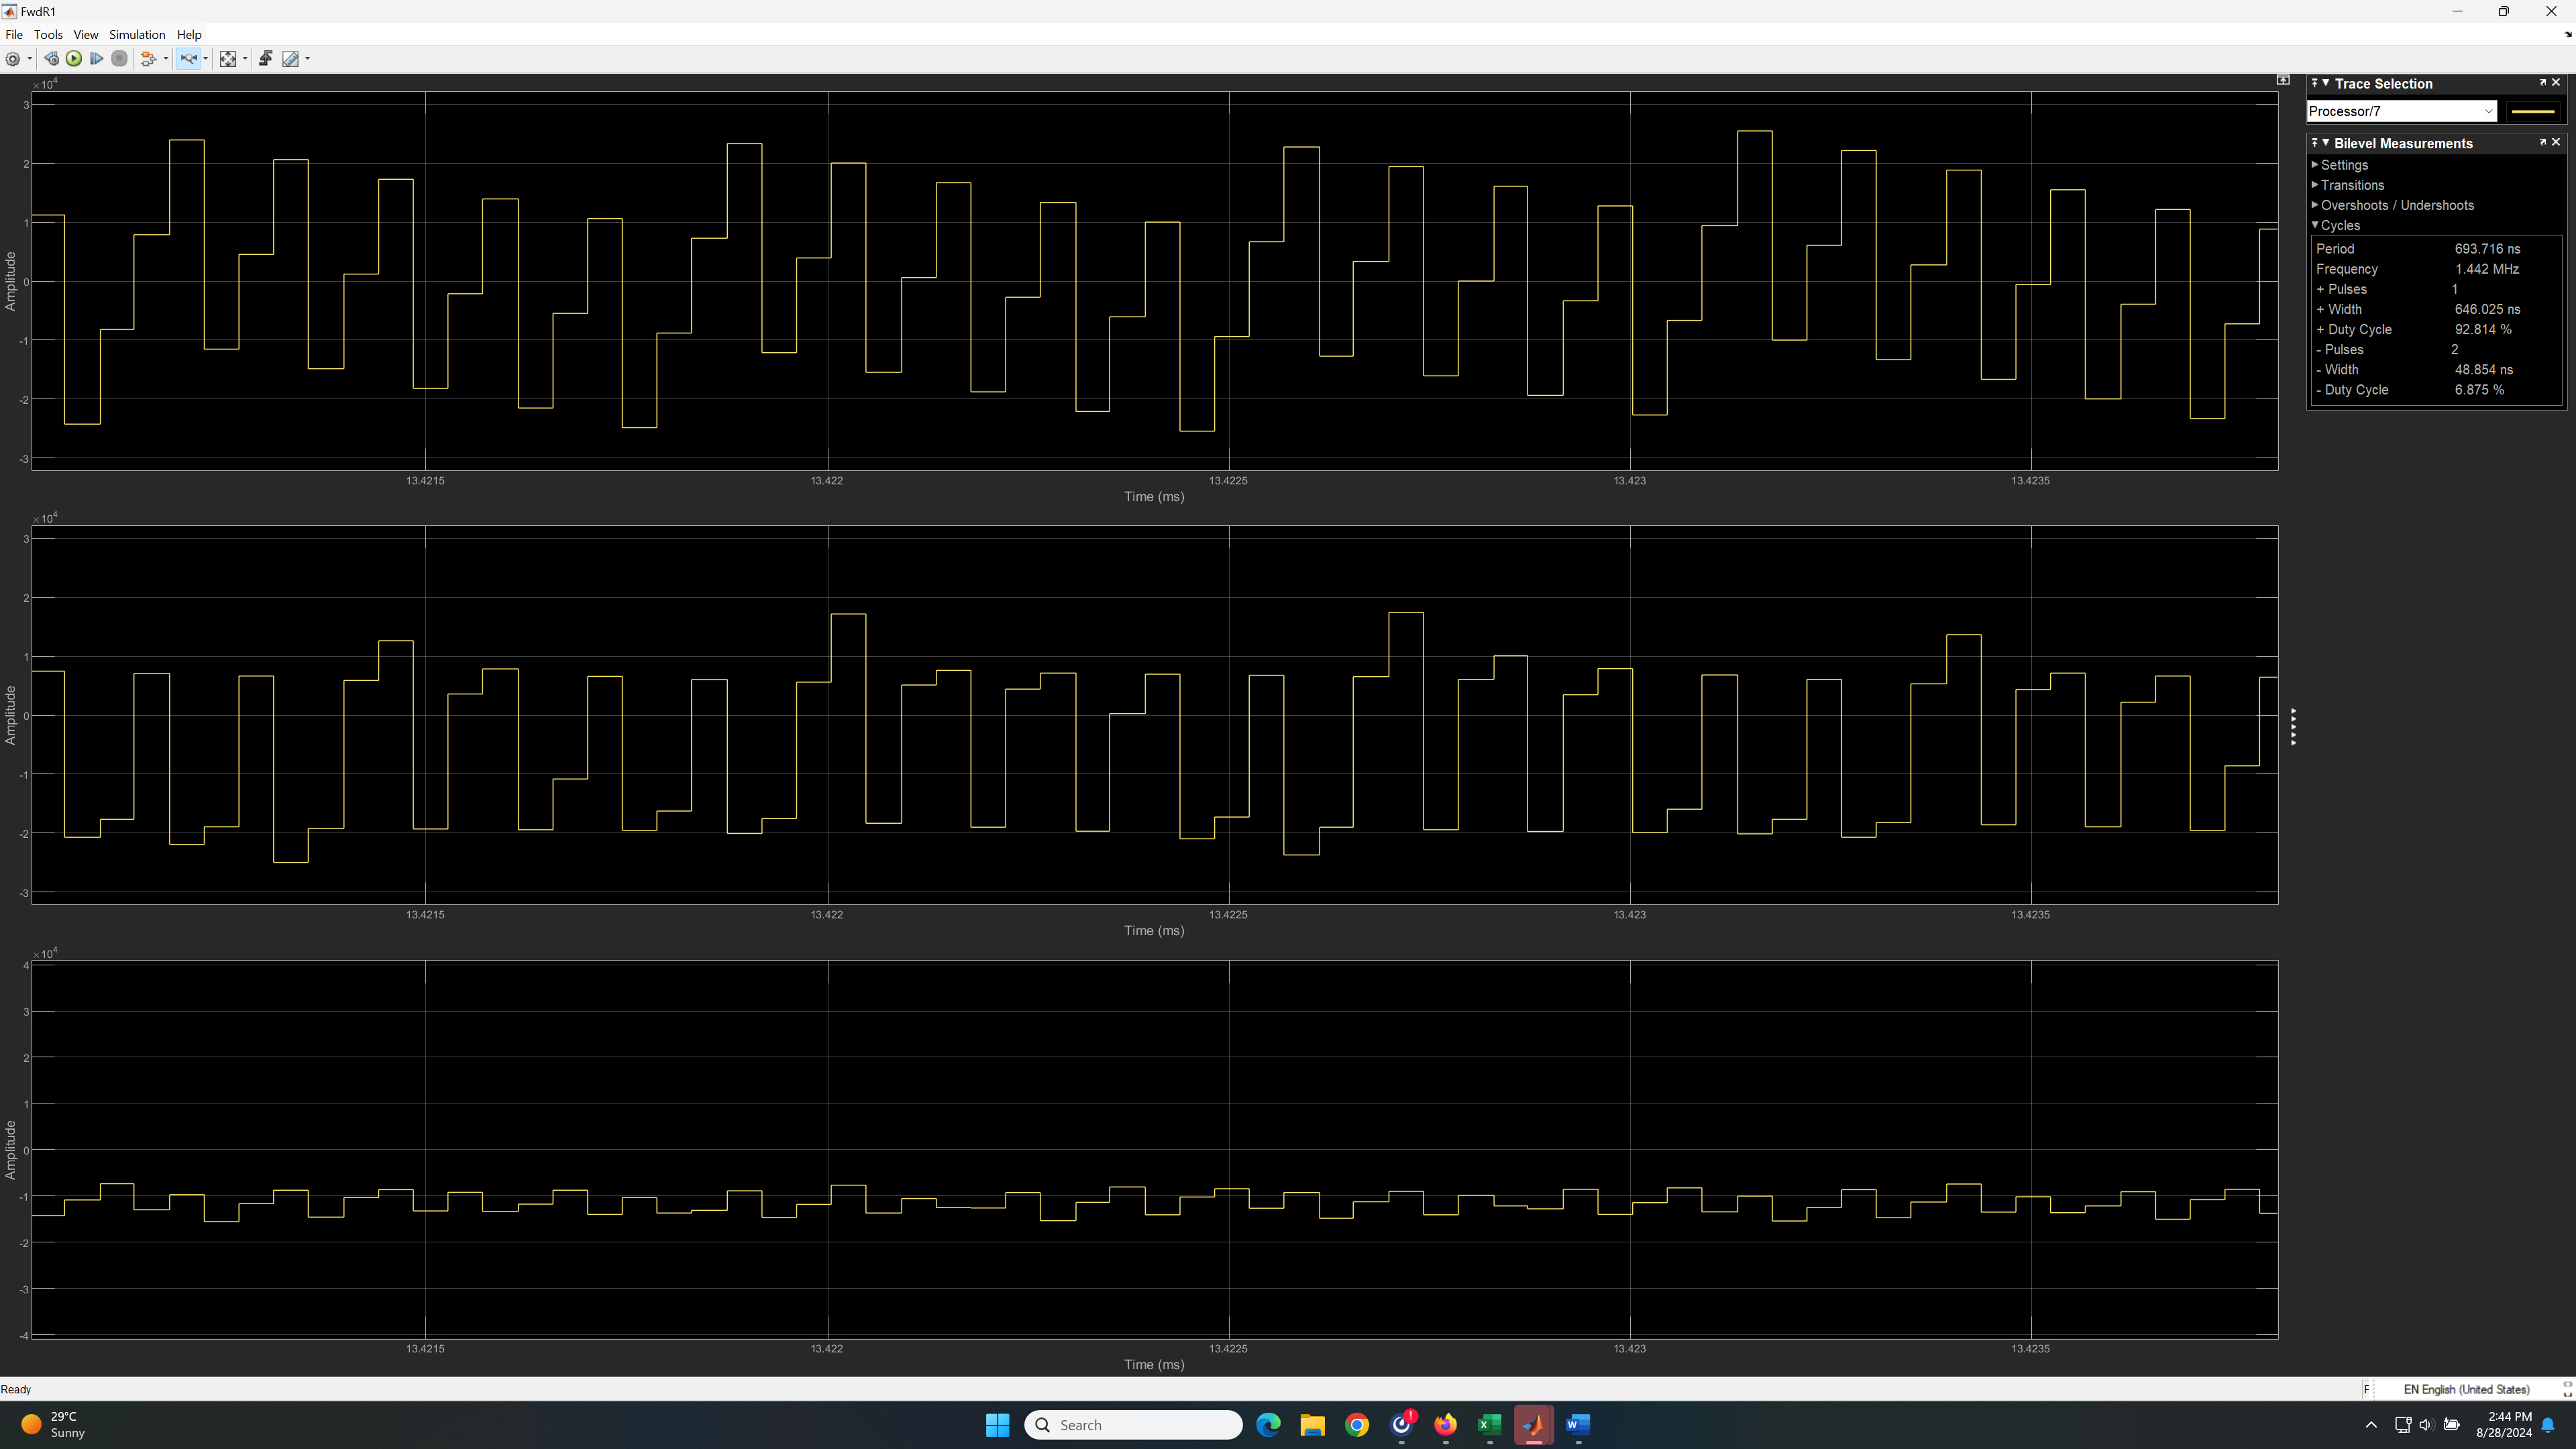 FwdR1
File Tools View Simulation Help
×10⁴
3
2
1
0
-1
-2
-3
Amplitude
13.4215 13.422 13.4225 13.423 13.4235
Time (ms)
×10⁴
3
2
1
0
-1
-2
-3
Amplitude
13.4215 13.422 13.4225 13.423 13.4235
Time (ms)
×10⁴
4
3
2
1
0
-1
-2
-3
-4
Amplitude
13.4215 13.422 13.4225 13.423 13.4235
Time (ms)
Trace Selection
Processor/7
Bilevel Measurements
Settings
Transitions
Overshoots / Undershoots
Cycles
Period 693.716 ns
Frequency 1.442 MHz
+ Pulses 1
+ Width 646.025 ns
+ Duty Cycle 92.814 %
- Pulses 2
- Width 48.854 ns
- Duty Cycle 6.875 %
Ready
F
EN English (United States)
29°C
Sunny
Search
2:44 PM
8/28/2024